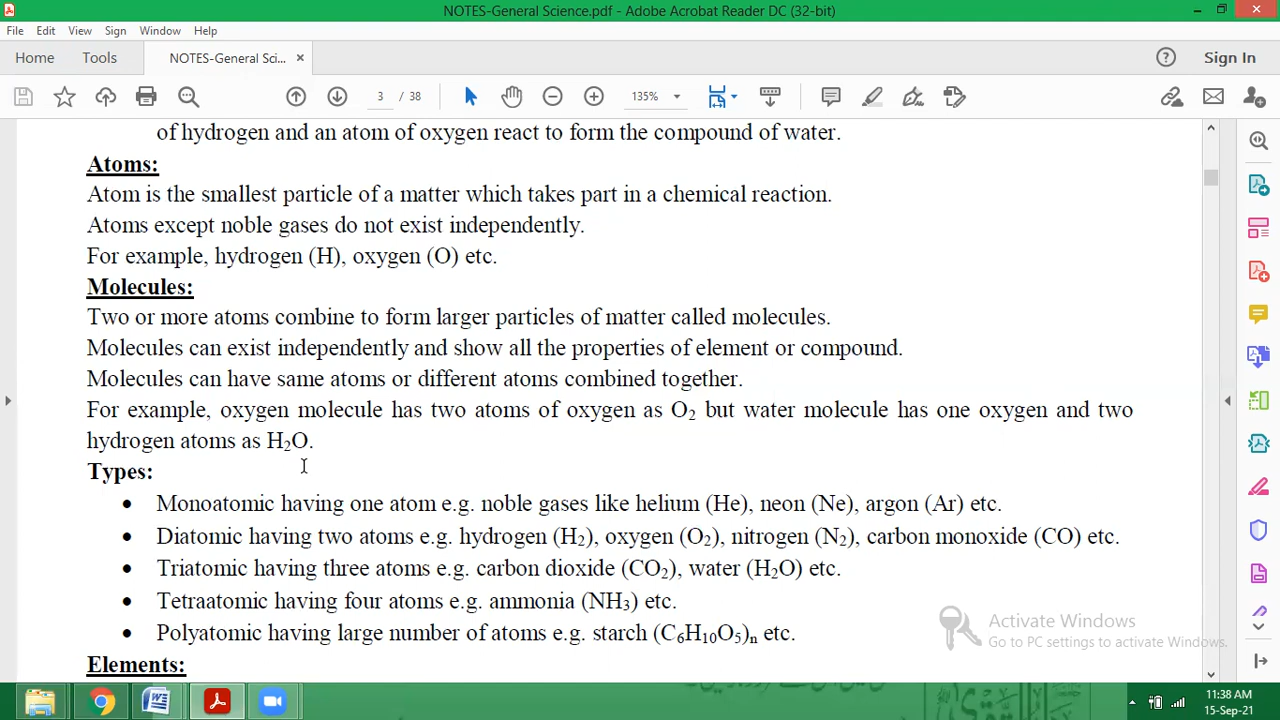 NOTES-General Science.pdf - Adobe Acrobat Reader DC (32-bit)
File Edit View Sign Window Help
Home Tools NOTES-General Sci... × Sign In
3 / 38 135%
of hydrogen and an atom of oxygen react to form the compound of water.
Atoms:
Atom is the smallest particle of a matter which takes part in a chemical reaction.
Atoms except noble gases do not exist independently.
For example, hydrogen (H), oxygen (O) etc.
Molecules:
Two or more atoms combine to form larger particles of matter called molecules.
Molecules can exist independently and show all the properties of element or compound.
Molecules can have same atoms or different atoms combined together.
For example, oxygen molecule has two atoms of oxygen as O₂ but water molecule has one oxygen and two
hydrogen atoms as H₂O.
Types:
• Monoatomic having one atom e.g. noble gases like helium (He), neon (Ne), argon (Ar) etc.
• Diatomic having two atoms e.g. hydrogen (H₂), oxygen (O₂), nitrogen (N₂), carbon monoxide (CO) etc.
• Triatomic having three atoms e.g. carbon dioxide (CO₂), water (H₂O) etc.
• Tetraatomic having four atoms e.g. ammonia (NH₃) etc.
• Polyatomic having large number of atoms e.g. starch (C₆H₁₀O₅)ₙ etc.
Elements:
Activate Windows
Go to PC settings to activate Windows.
11:38 AM
15-Sep-21